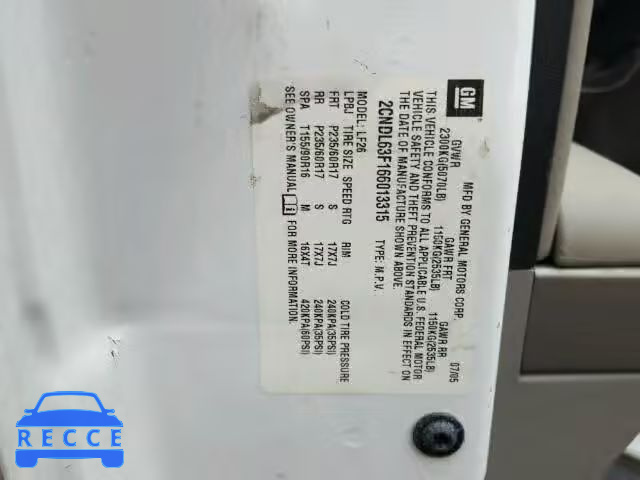 GM
MFD BY GENERAL MOTORS CORP. 07/05
GVWR GAWR FRT GAWR RR
2300KG(5070LB) 1150KG(2535LB) 1150KG(2535LB)
THIS VEHICLE CONFORMS TO ALL APPLICABLE U.S. FEDERAL MOTOR
VEHICLE SAFETY AND THEFT PREVENTION STANDARDS IN EFFECT ON
THE DATE OF MANUFACTURE SHOWN ABOVE.
2CNDL63F166013315 TYPE: M.P.V.
MODEL: LF26
LPBJ TIRE SIZE SPEED RTG RIM COLD TIRE PRESSURE
FRT P235/60R17 S 17X7J 240KPA(35PSI)
RR P235/60R17 S 17X7J 240KPA(35PSI)
SPA T155/90R16 M 16X4T 420KPA(60PSI)
SEE OWNER'S MANUAL FOR MORE INFORMATION.
RECCE